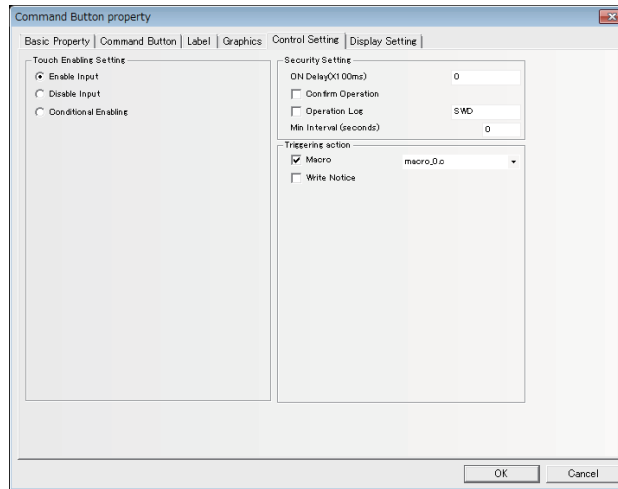 Command Button property
Basic Property Command Button Label Graphics Control Setting Display Setting
Touch Enabling Setting
Enable Input
Disable Input
Conditional Enabling
Security Setting
ON Delay(X100ms) 0
Confirm Operation
Operation Log SWD
Min Interval (seconds) 0
Triggering action
Macro macro_0.c
Write Notice
OK Cancel